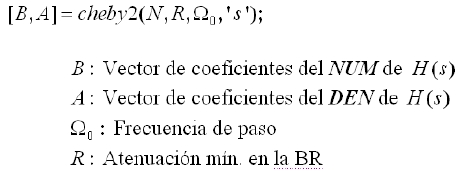 [B,A]=cheby2(N,R,Ω₀,'s');
B: Vector de coeficientes del NUM de H(s)
A: Vector de coeficientes del DEN de H(s)
Ω₀: Frecuencia de paso
R: Atenuación mín. en la BR